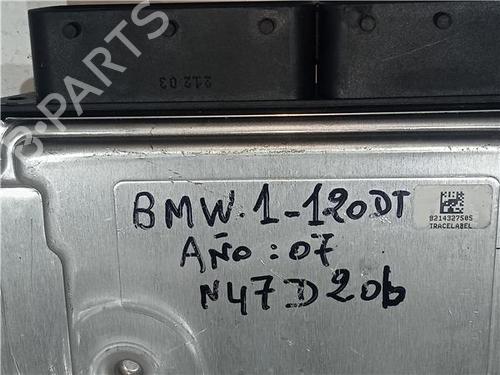 212 03
B-PARTS
BMW.1-120DT
8214327505
TRACELABEL
AÑO:07
N47D20b